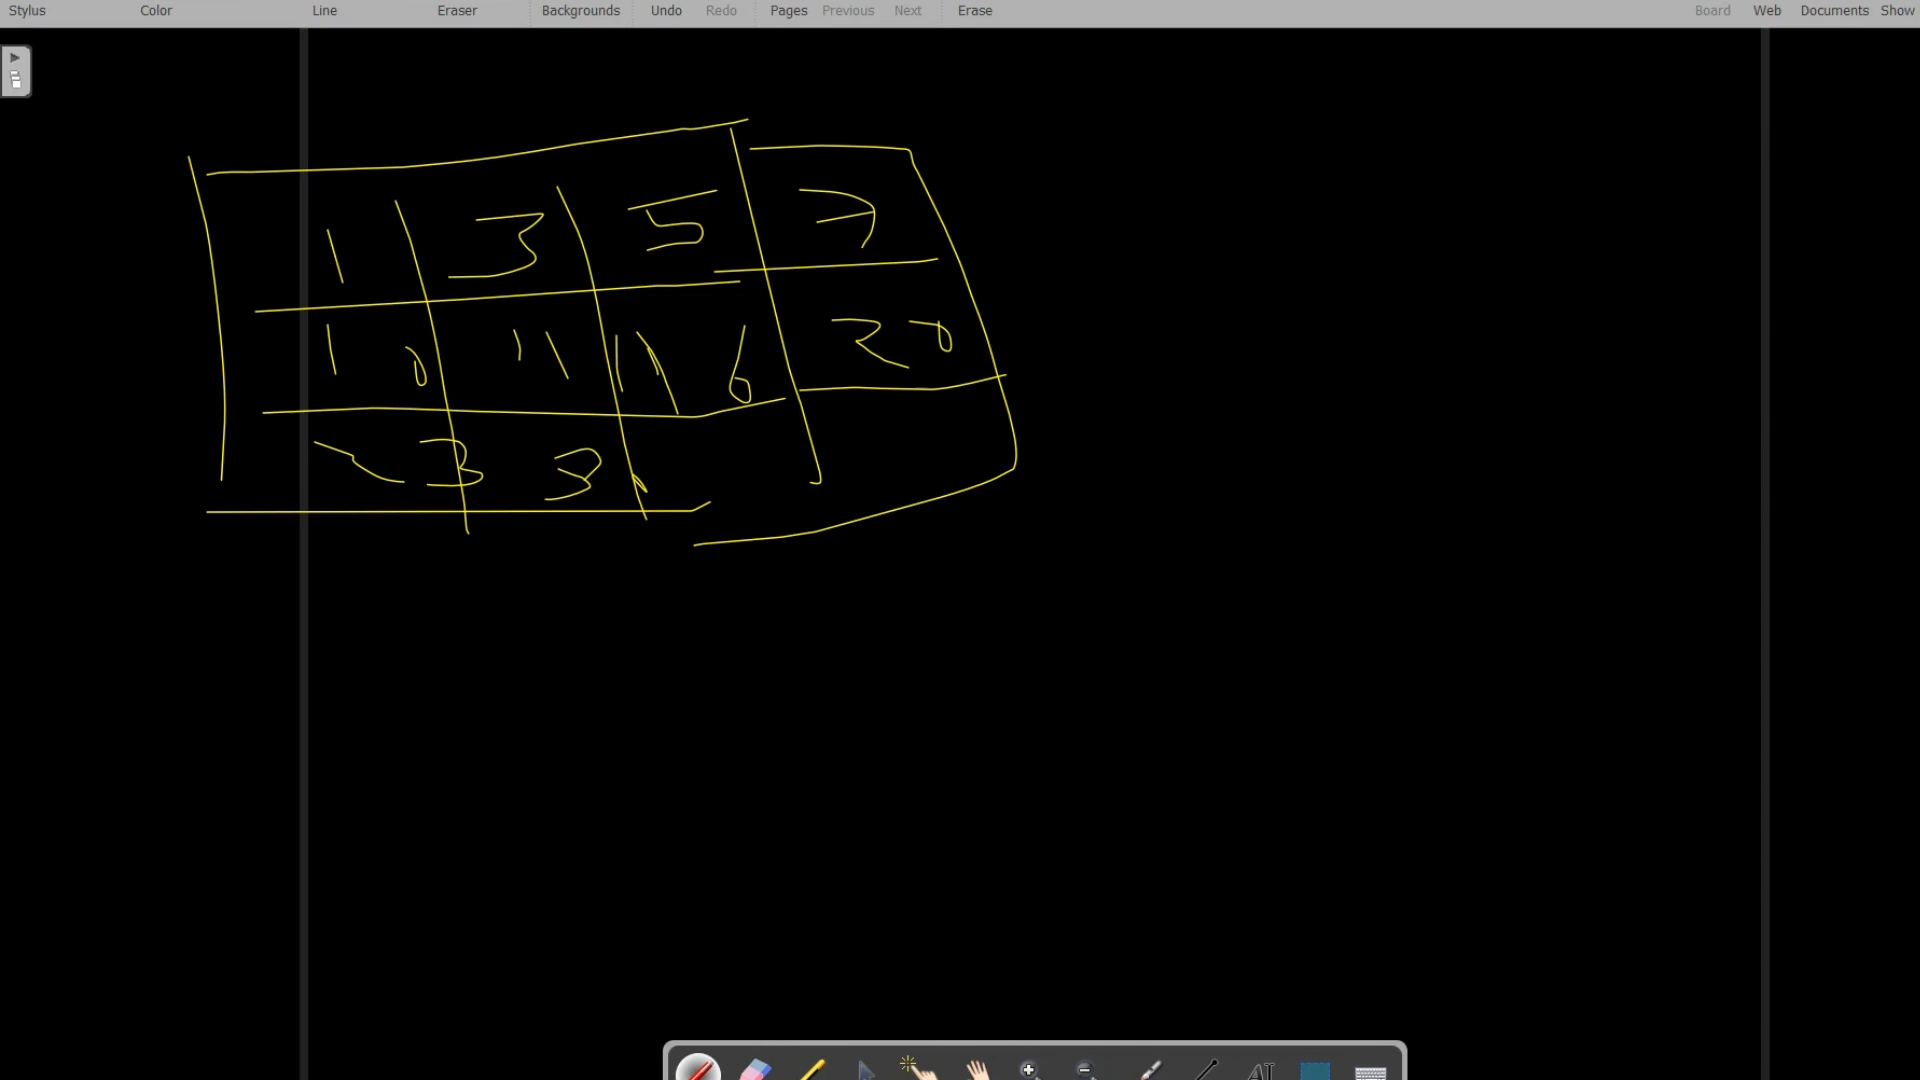 Stylus Color Line Eraser Backgrounds Undo Redo Pages Previous Next Erase Board Web Documents Show
1 3 5 7
10 11 16 20
23 3